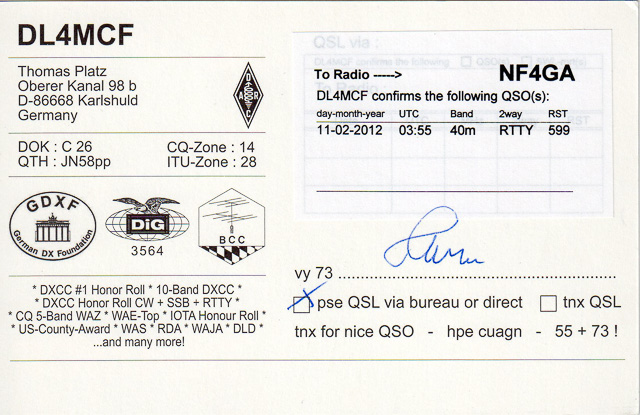 DL4MCF
Thomas Platz
Oberer Kanal 98 b
D-86668 Karlshuld
Germany
DARC
DOK : C 26 CQ-Zone : 14
QTH : JN58pp ITU-Zone : 28
GDXF
German DX Foundation
DiG
3564
BCC
* DXCC #1 Honor Roll * 10-Band DXCC *
* DXCC Honor Roll CW + SSB + RTTY *
* CQ 5-Band WAZ * WAE-Top * IOTA Honour Roll *
* US-County-Award * WAS * RDA * WAJA * DLD *
...and many more!
QSL via :
DL4MCF confirms the following
To Radio ----->  NF4GA
DL4MCF confirms the following QSO(s):
day-month-year UTC Band 2way RST
11-02-2012 03:55 40m RTTY 599
vy 73 ........................................
X pse QSL via bureau or direct tnx QSL
tnx for nice QSO - hpe cuagn - 55 + 73 !